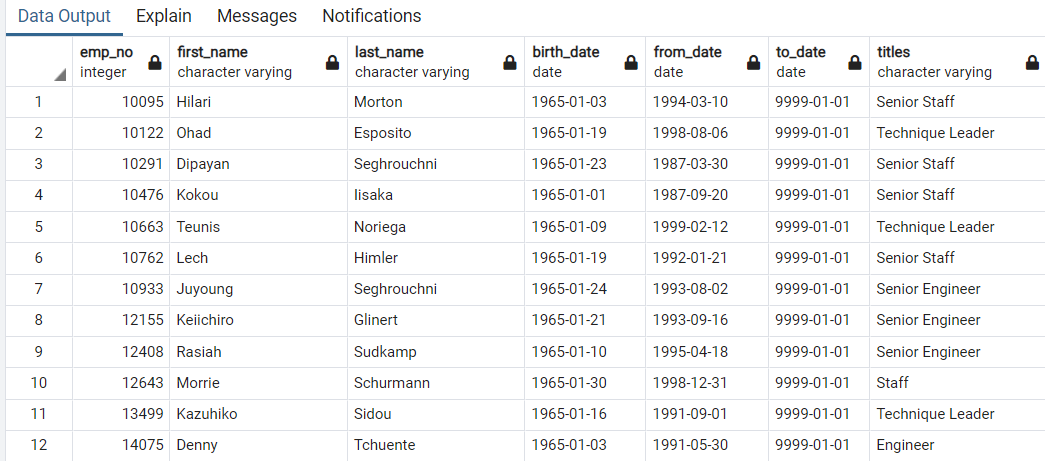 Data Output Explain Messages Notifications
emp_no first_name last_name birth_date from_date to_date titles
integer character varying character varying date date date character varying
1 10095 Hilari Morton 1965-01-03 1994-03-10 9999-01-01 Senior Staff
2 10122 Ohad Esposito 1965-01-19 1998-08-06 9999-01-01 Technique Leader
3 10291 Dipayan Seghrouchni 1965-01-23 1987-03-30 9999-01-01 Senior Staff
4 10476 Kokou Iisaka 1965-01-01 1987-09-20 9999-01-01 Senior Staff
5 10663 Teunis Noriega 1965-01-09 1999-02-12 9999-01-01 Technique Leader
6 10762 Lech Himler 1965-01-19 1992-01-21 9999-01-01 Senior Staff
7 10933 Juyoung Seghrouchni 1965-01-24 1993-08-02 9999-01-01 Senior Engineer
8 12155 Keiichiro Glinert 1965-01-21 1993-09-16 9999-01-01 Senior Engineer
9 12408 Rasiah Sudkamp 1965-01-10 1995-04-18 9999-01-01 Senior Engineer
10 12643 Morrie Schurmann 1965-01-30 1998-12-31 9999-01-01 Staff
11 13499 Kazuhiko Sidou 1965-01-16 1991-09-01 9999-01-01 Technique Leader
12 14075 Denny Tchuente 1965-01-03 1991-05-30 9999-01-01 Engineer